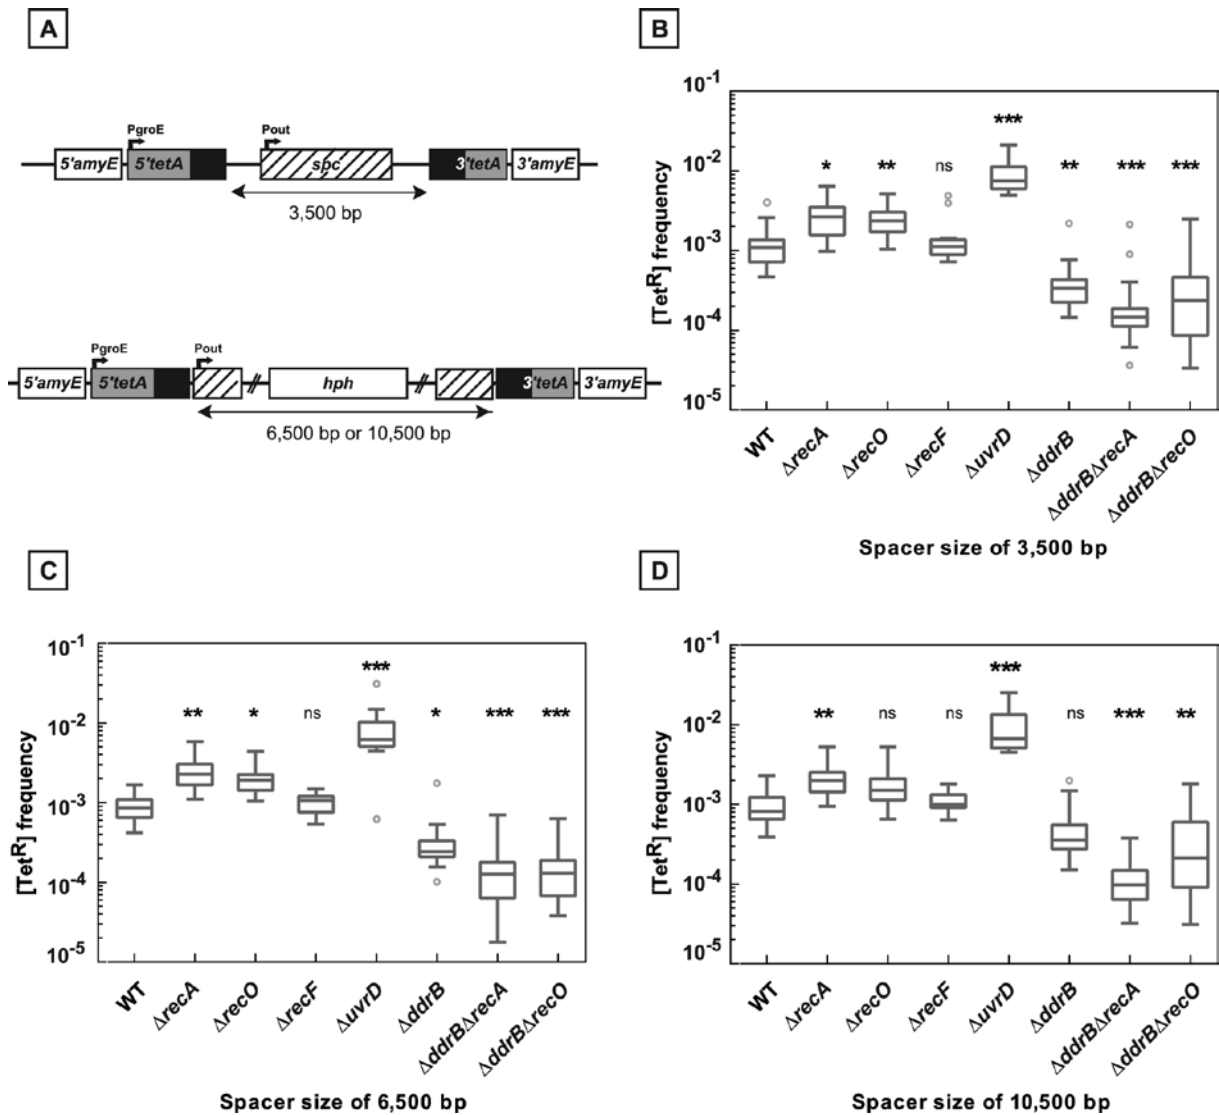 A
PgroE
Pout
5'amyE
5'tetA
spc
3'tetA
3'amyE
3,500 bp
PgroE
Pout
5'amyE
5'tetA
hph
3'tetA
3'amyE
6,500 bp or 10,500 bp
B
[TetR] frequency
10-1
10-2
10-3
10-4
10-5
* ** ns *** ** *** ***
WT ΔrecA ΔrecO ΔrecF ΔuvrD ΔddrB ΔddrBΔrecA ΔddrBΔrecO
Spacer size of 3,500 bp
C
[TetR] frequency
10-1
10-2
10-3
10-4
10-5
** * ns *** * *** ***
WT ΔrecA ΔrecO ΔrecF ΔuvrD ΔddrB ΔddrBΔrecA ΔddrBΔrecO
Spacer size of 6,500 bp
D
[TetR] frequency
10-1
10-2
10-3
10-4
10-5
** ns ns *** ns *** **
WT ΔrecA ΔrecO ΔrecF ΔuvrD ΔddrB ΔddrBΔrecA ΔddrBΔrecO
Spacer size of 10,500 bp